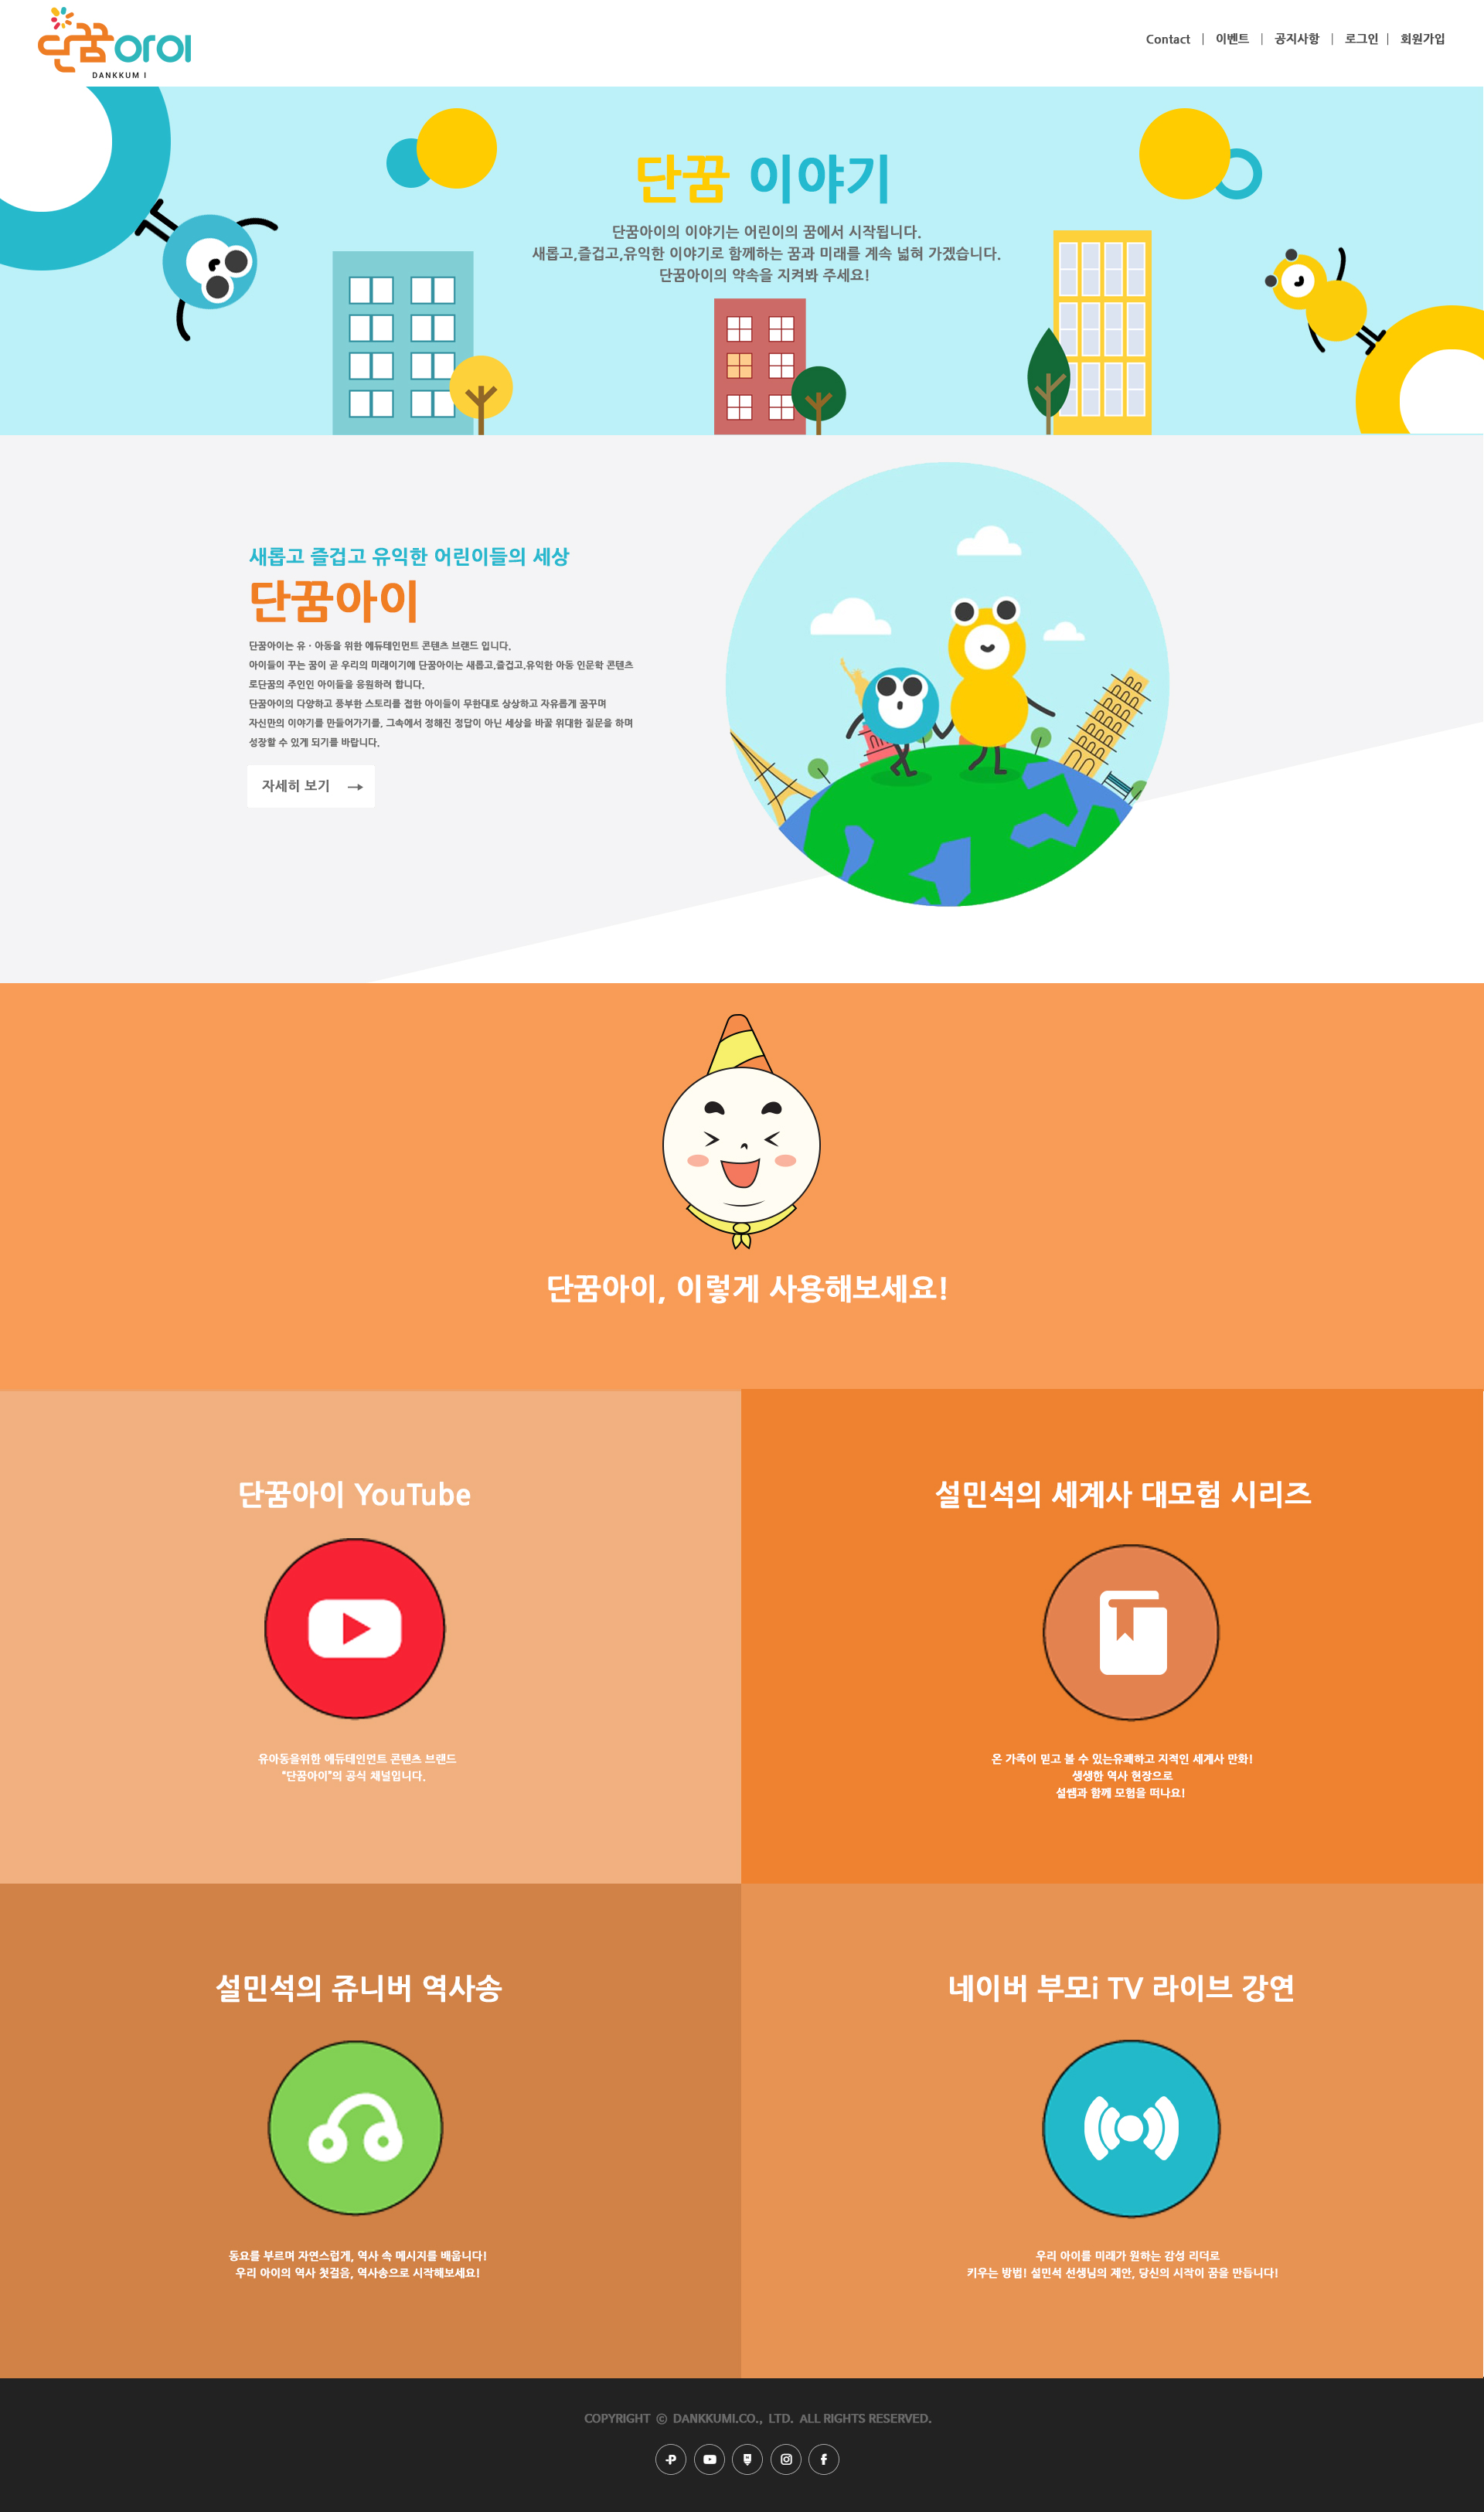 단꿈아이
DANKKUM I
Contact | 이벤트 | 공지사항 | 로그인 | 회원가입
단꿈 이야기
단꿈아이의 이야기는 어린이의 꿈에서 시작됩니다.
새롭고,즐겁고,유익한 이야기로 함께하는 꿈과 미래를 계속 넓혀 가겠습니다.
단꿈아이의 약속을 지켜봐 주세요!
새롭고 즐겁고 유익한 어린이들의 세상
단꿈아이
단꿈아이는 유·아동을 위한 에듀테인먼트 콘텐츠 브랜드 입니다.
아이들이 꾸는 꿈이 곧 우리의 미래이기에 단꿈아이는 새롭고,즐겁고,유익한 아동 인문학 콘텐츠
로단꿈의 주인인 아이들을 응원하려 합니다.
단꿈아이의 다양하고 풍부한 스토리를 접한 아이들이 무한대로 상상하고 자유롭게 꿈꾸며
자신만의 이야기를 만들어가기를, 그속에서 정해진 정답이 아닌 세상을 바꿀 위대한 질문을 하며
성장할 수 있게 되기를 바랍니다.
자세히 보기
단꿈아이, 이렇게 사용해보세요!
단꿈아이 YouTube
유아동을위한 에듀테인먼트 콘텐츠 브랜드
"단꿈아이"의 공식 채널입니다.
설민석의 세계사 대모험 시리즈
온 가족이 믿고 볼 수 있는유쾌하고 지적인 세계사 만화!
생생한 역사 현장으로
설쌤과 함께 모험을 떠나요!
설민석의 쥬니버 역사송
동요를 부르며 자연스럽게, 역사 속 메시지를 배웁니다!
우리 아이의 역사 첫걸음, 역사송으로 시작해보세요!
네이버 부모i TV 라이브 강연
우리 아이를 미래가 원하는 감성 리더로
키우는 방법! 설민석 선생님의 제안, 당신의 시작이 꿈을 만듭니다!
COPYRIGHT © DANKKUMI.CO., LTD. ALL RIGHTS RESERVED.